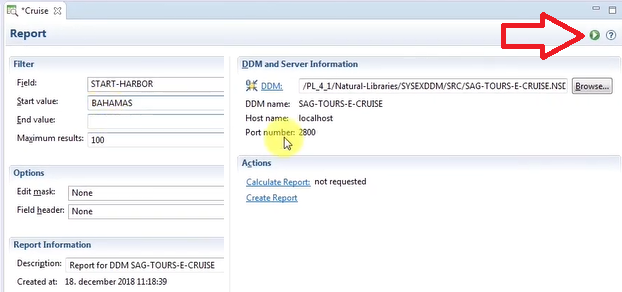 *Cruise
Report
Filter
Field: START-HARBOR
Start value: BAHAMAS
End value:
Maximum results: 100
Options
Edit mask: None
Field header: None
Report Information
Description: Report for DDM SAG-TOURS-E-CRUISE
Created at: 18. december 2018 11:18:39
DDM and Server Information
DDM: /PL_4_1/Natural-Libraries/SYSEXDDM/SRC/SAG-TOURS-E-CRUISE.NSD Browse...
DDM name: SAG-TOURS-E-CRUISE
Host name: localhost
Port number: 2800
Actions
Calculate Report: not requested
Create Report